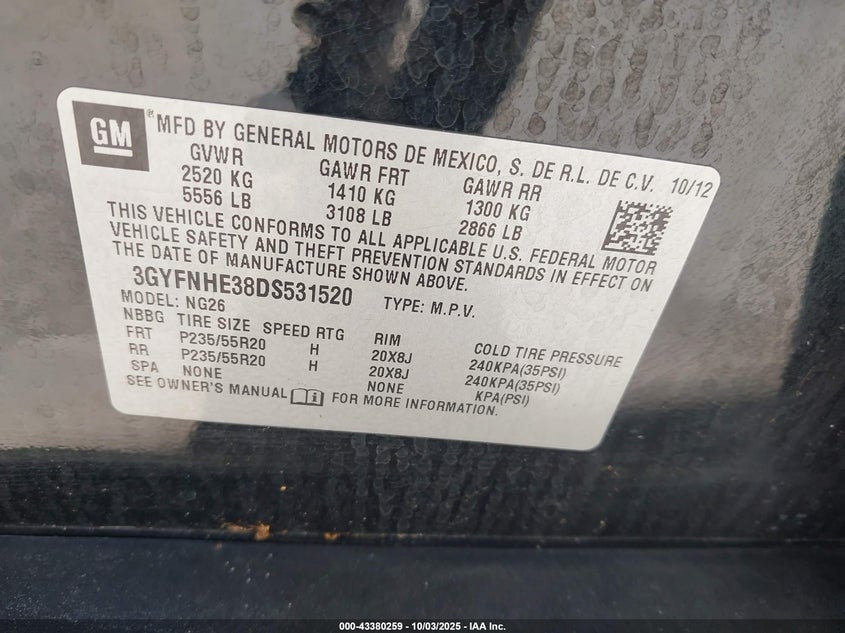 GM
® MFD BY GENERAL MOTORS DE MEXICO, S. DE R.L. DE C.V. 10/12
GVWR GAWR FRT GAWR RR
2520 KG 1410 KG 1300 KG
5556 LB 3108 LB 2866 LB
THIS VEHICLE CONFORMS TO ALL APPLICABLE U.S. FEDERAL MOTOR
VEHICLE SAFETY AND THEFT PREVENTION STANDARDS IN EFFECT ON
THE DATE OF MANUFACTURE SHOWN ABOVE.
3GYFNHE38DS531520 TYPE: M.P.V.
MODEL: NG26
NBBG TIRE SIZE SPEED RTG RIM COLD TIRE PRESSURE
FRT P235/55R20 H 20X8J 240KPA(35PSI)
RR P235/55R20 H 20X8J 240KPA(35PSI)
SPA NONE NONE KPA(PSI)
SEE OWNER'S MANUAL i FOR MORE INFORMATION.
000-43380259 - 10/03/2025 - IAA Inc.